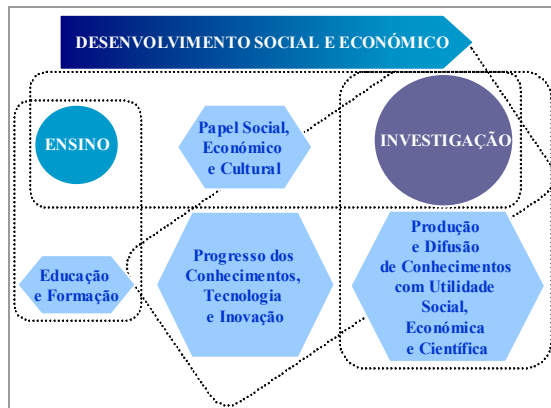 DESENVOLVIMENTO SOCIAL E ECONÓMICO
ENSINO
Papel Social,
Económico
e Cultural
INVESTIGAÇÃO
Educação
e Formação
Progresso dos
Conhecimentos,
Tecnologia
e Inovação
Produção
e Difusão
de Conhecimentos
com Utilidade
Social,
Económica
e Científica